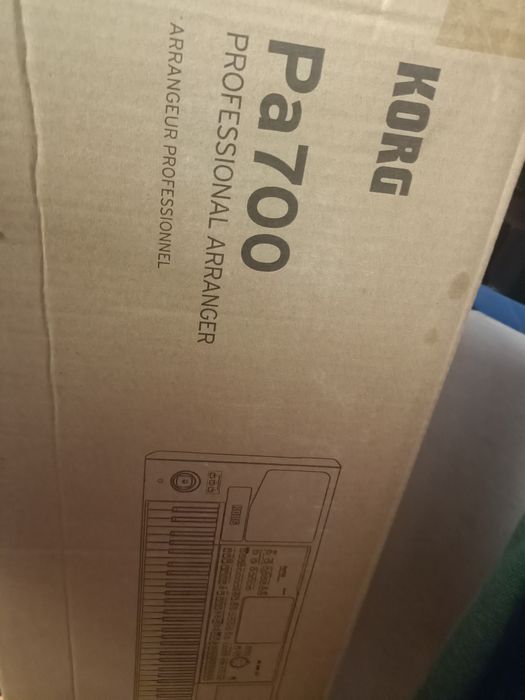 KORG
Pa700
PROFESSIONAL ARRANGER
ARRANGEUR PROFESSIONNEL